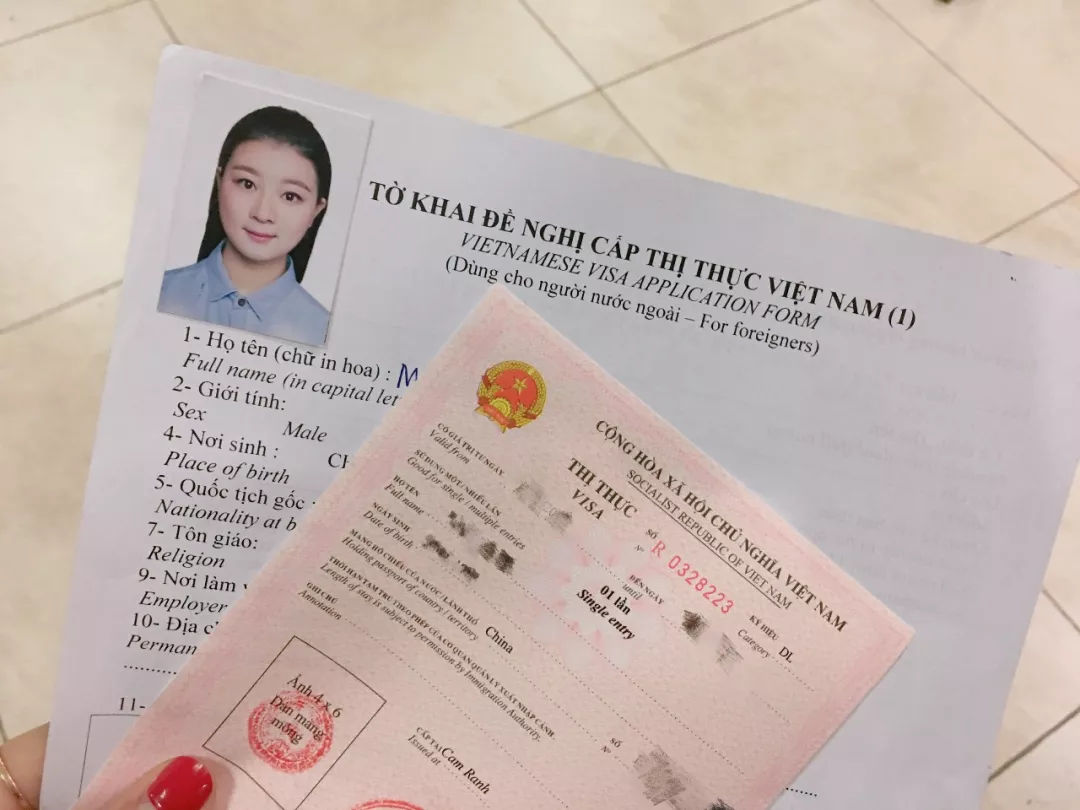 TỜ KHAI ĐỀ NGHỊ CẤP THỊ THỰC VIỆT NAM (1)
VIETNAMESE VISA APPLICATION FORM
(Dùng cho người nước ngoài – For foreigners)
1- Họ tên (chữ in hoa) : M
Full name (in capital let
2- Giới tính:
Sex Male
4- Nơi sinh : CH
Place of birth
5- Quốc tịch gốc :
Nationality at b
7- Tôn giáo:
Religion
9- Nơi làm v
Employer
10- Địa c
Perman
11-
CỘNG HÒA XÃ HỘI CHỦ NGHĨA VIỆT NAM
SOCIALIST REPUBLIC OF VIET NAM
THỊ THỰC
VISA
SỐ
Nº R 0328223
CÓ GIÁ TRỊ TỪ NGÀY
Valid from
ĐẾN NGÀY
until
KÝ HIỆU
Category DL
SỬ DỤNG MỘT / NHIỀU LẦN
Good for single / multiple entries
01 lần
Single entry
HỌ TÊN
Full name
NGÀY SINH
Date of birth
MANG HỘ CHIẾU CỦA NƯỚC / LÃNH THỔ
Holding passport of country / territory
China
SỐ
Nº
THỜI HẠN TẠM TRÚ THEO PHÉP CỦA CƠ QUAN QUẢN LÝ XUẤT NHẬP CẢNH.
Length of stay is subject to permission by Immigration Authority.
GHI CHÚ
Annotation
Ảnh 4 x 6
Dán màng
mỏng
CẤP TẠI Cam Ranh
Issued at